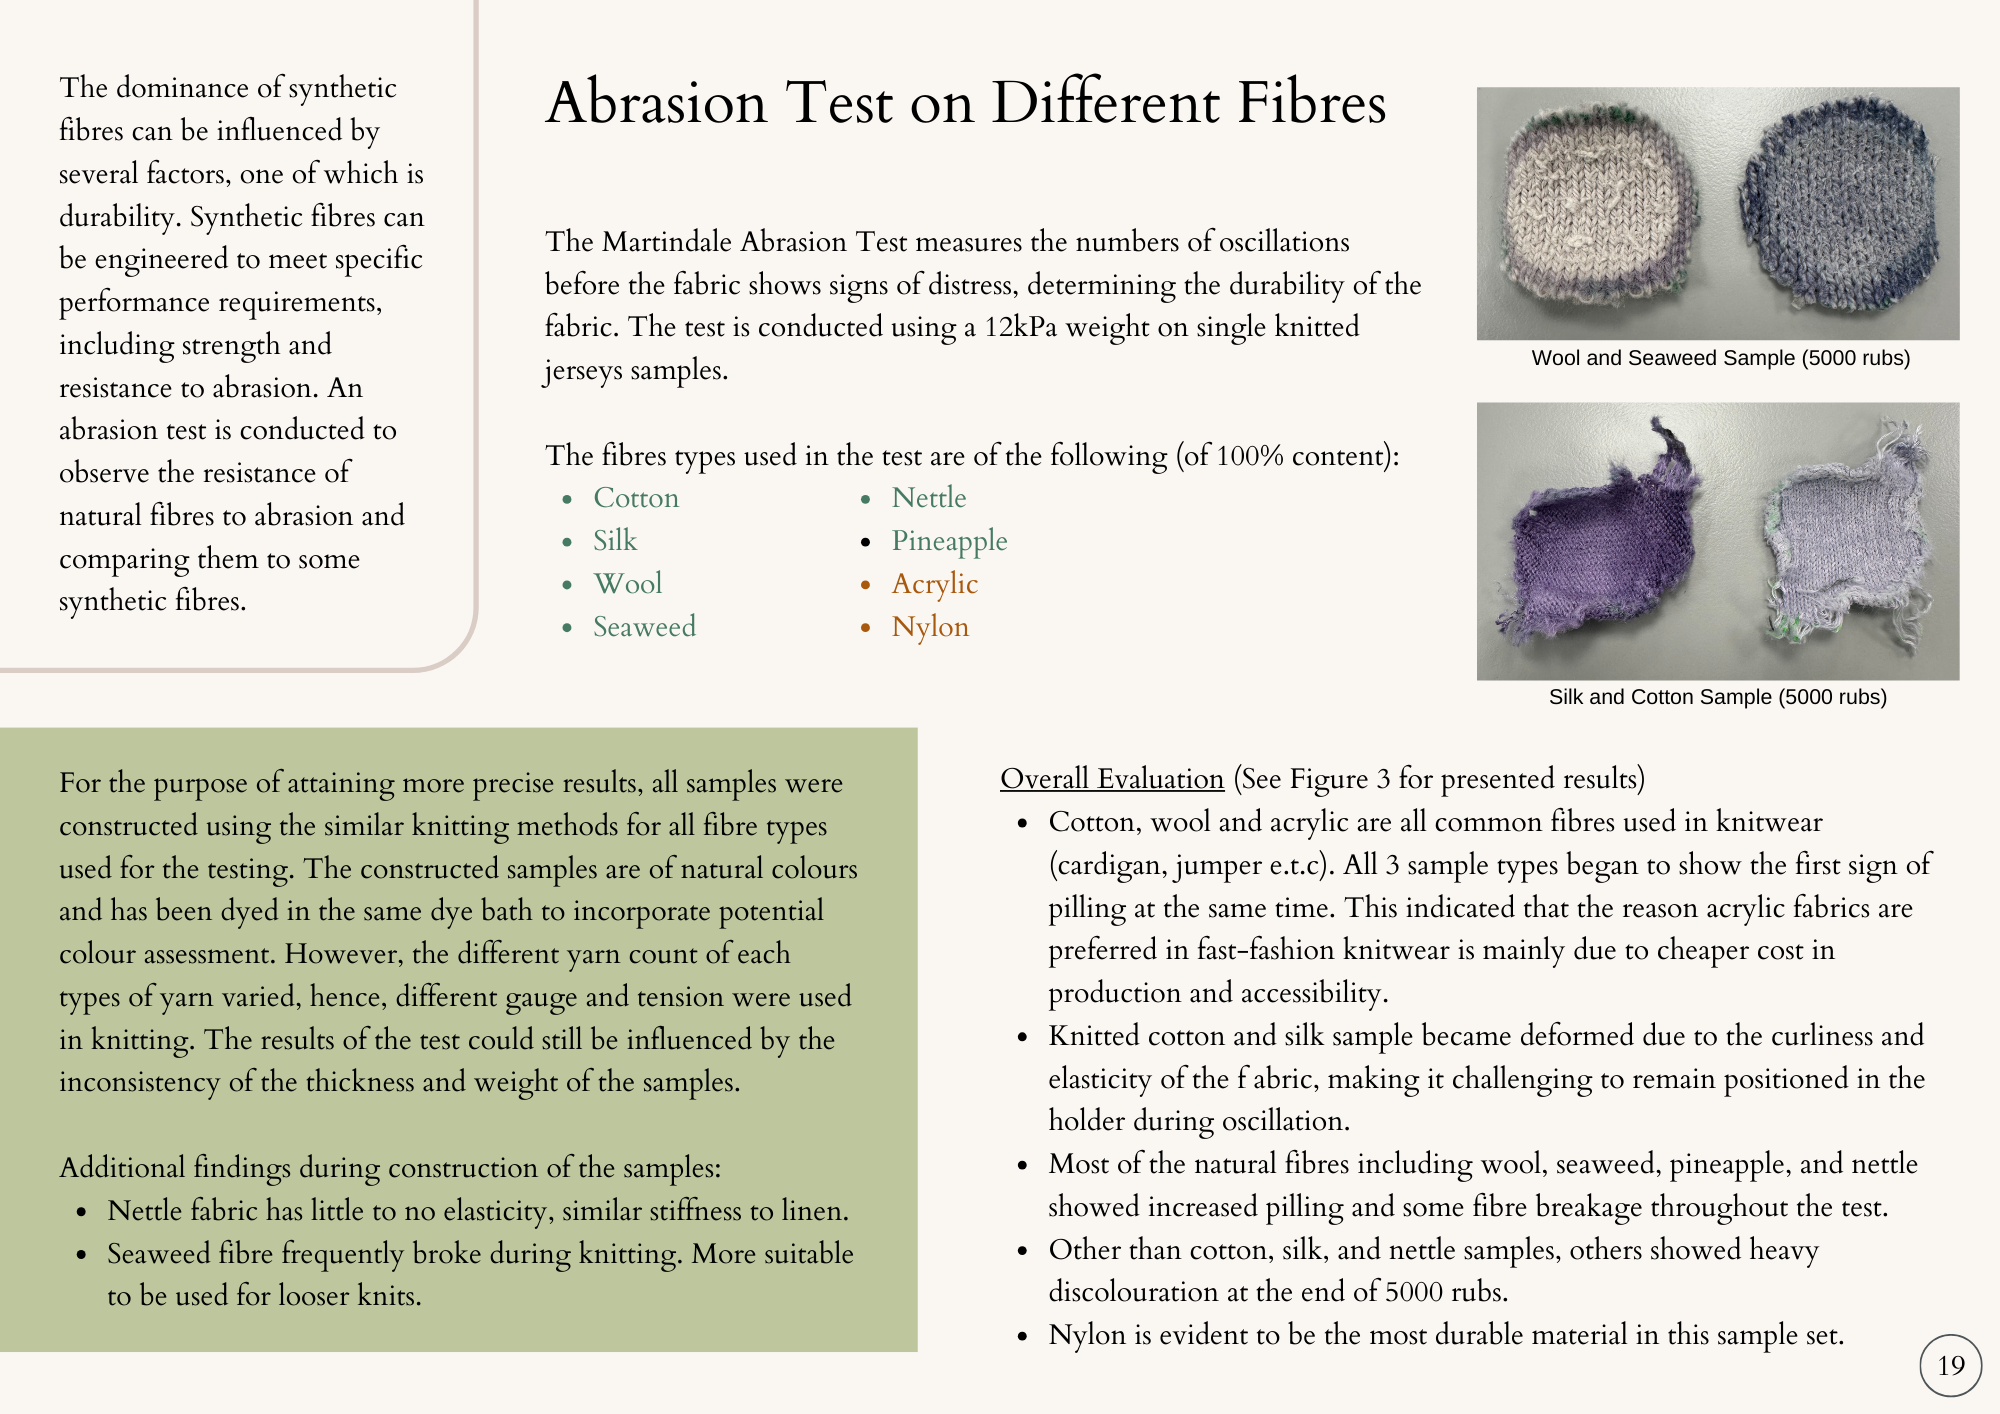 The dominance of synthetic
fibres can be influenced by
several factors, one of which is
durability. Synthetic fibres can
be engineered to meet specific
performance requirements,
including strength and
resistance to abrasion. An
abrasion test is conducted to
observe the resistance of
natural fibres to abrasion and
comparing them to some
synthetic fibres.
Abrasion Test on Different Fibres
The Martindale Abrasion Test measures the numbers of oscillations
before the fabric shows signs of distress, determining the durability of the
fabric. The test is conducted using a 12kPa weight on single knitted
jerseys samples.
The fibres types used in the test are of the following (of 100% content):
• Cotton
• Silk
• Wool
• Seaweed
• Nettle
• Pineapple
• Acrylic
• Nylon
Wool and Seaweed Sample (5000 rubs)
Silk and Cotton Sample (5000 rubs)
For the purpose of attaining more precise results, all samples were
constructed using the similar knitting methods for all fibre types
used for the testing. The constructed samples are of natural colours
and has been dyed in the same dye bath to incorporate potential
colour assessment. However, the different yarn count of each
types of yarn varied, hence, different gauge and tension were used
in knitting. The results of the test could still be influenced by the
inconsistency of the thickness and weight of the samples.
Additional findings during construction of the samples:
• Nettle fabric has little to no elasticity, similar stiffness to linen.
• Seaweed fibre frequently broke during knitting. More suitable
to be used for looser knits.
Overall Evaluation (See Figure 3 for presented results)
• Cotton, wool and acrylic are all common fibres used in knitwear
(cardigan, jumper e.t.c). All 3 sample types began to show the first sign of
pilling at the same time. This indicated that the reason acrylic fabrics are
preferred in fast-fashion knitwear is mainly due to cheaper cost in
production and accessibility.
• Knitted cotton and silk sample became deformed due to the curliness and
elasticity of the f abric, making it challenging to remain positioned in the
holder during oscillation.
• Most of the natural fibres including wool, seaweed, pineapple, and nettle
showed increased pilling and some fibre breakage throughout the test.
• Other than cotton, silk, and nettle samples, others showed heavy
discolouration at the end of 5000 rubs.
• Nylon is evident to be the most durable material in this sample set.
19